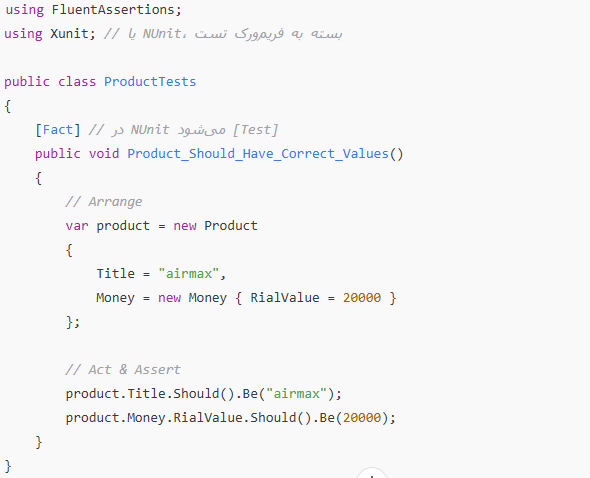 using FluentAssertions;
using Xunit; // یا NUnit، بسته به فریم‌ورک تست
public class ProductTests
{
[Fact] // در NUnit می‌شود [Test]
public void Product_Should_Have_Correct_Values()
{
// Arrange
var product = new Product
{
Title = "airmax",
Money = new Money { RialValue = 20000 }
};
// Act & Assert
product.Title.Should().Be("airmax");
product.Money.RialValue.Should().Be(20000);
}
}